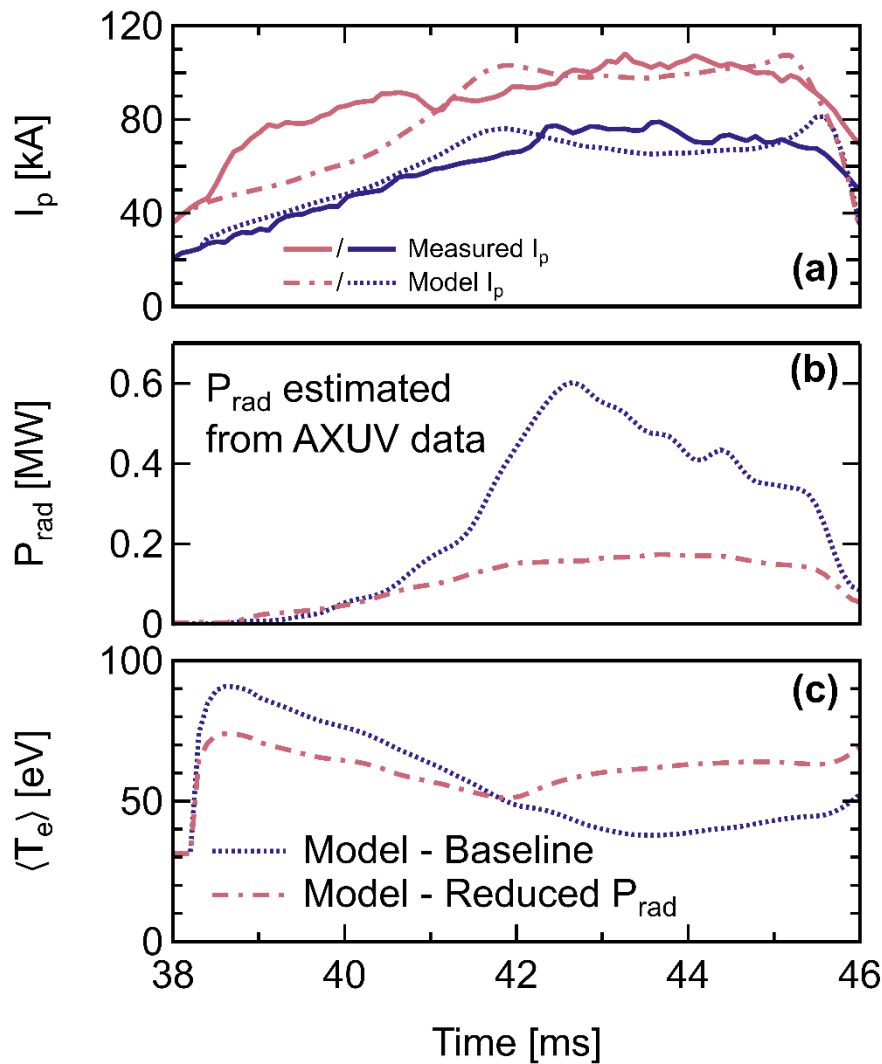 120
80
40
0
I_p [kA]
/ Measured I_p
/ Model I_p
(a)
0.6
0.4
0.2
0
P_rad [MW]
P_rad estimated
from AXUV data
(b)
100
50
0
⟨T_e⟩ [eV]
(c)
Model - Baseline
Model - Reduced P_rad
38 40 42 44 46
Time [ms]